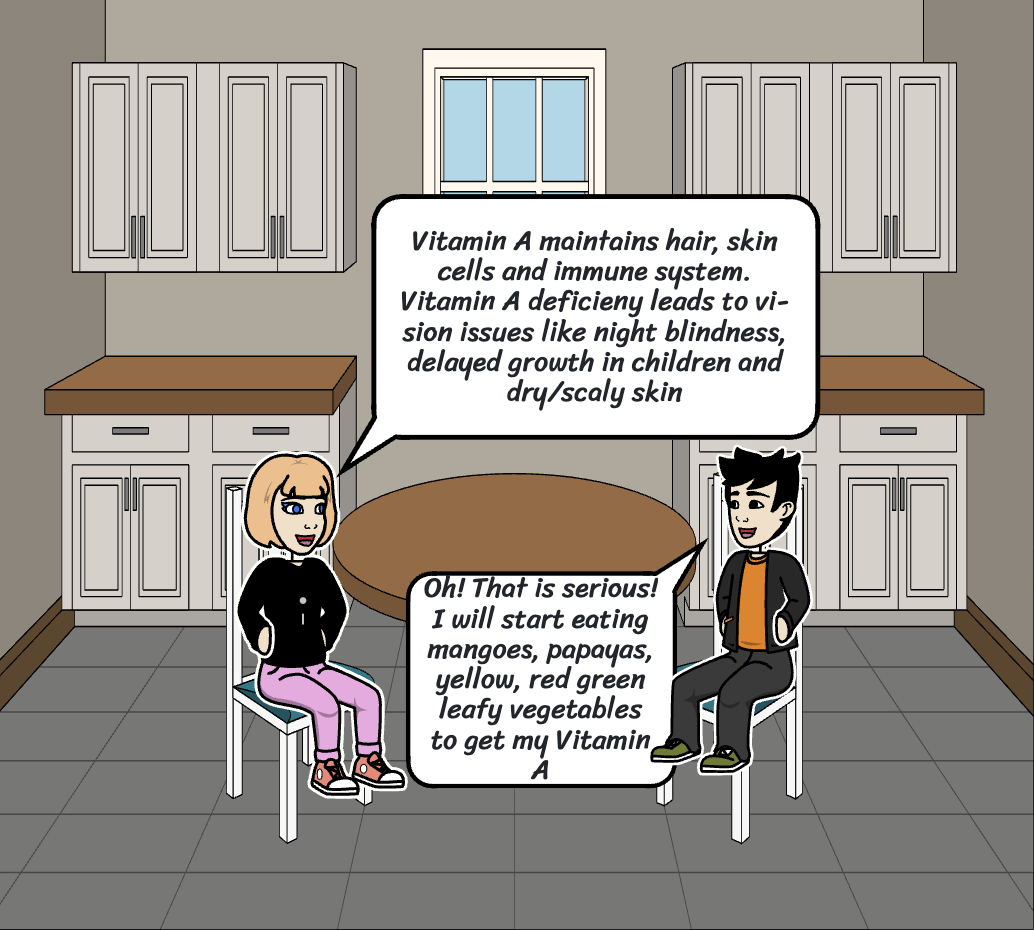 Vitamin A maintains hair, skin
cells and immune system.
Vitamin A deficieny leads to vi-
sion issues like night blindness,
delayed growth in children and
dry/scaly skin
Oh! That is serious!
I will start eating
mangoes, papayas,
yellow, red green
leafy vegetables
to get my Vitamin
A